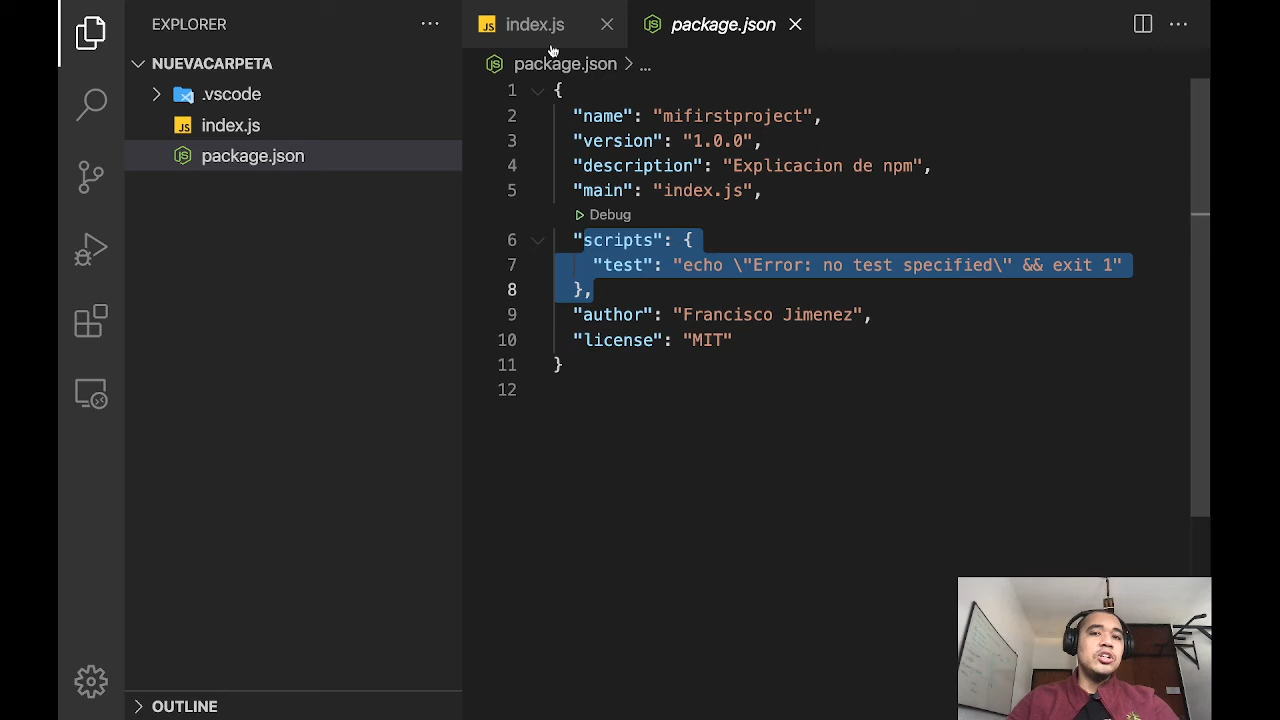 EXPLORER
NUEVACARPETA
.vscode
JS index.js
package.json
OUTLINE
JS index.js
package.json
package.json > ...
1 {
2 "name": "mifirstproject",
3 "version": "1.0.0",
4 "description": "Explicacion de npm",
5 "main": "index.js",
Debug
6 "scripts": {
7 "test": "echo \"Error: no test specified\" && exit 1"
8 },
9 "author": "Francisco Jimenez",
10 "license": "MIT"
11 }
12